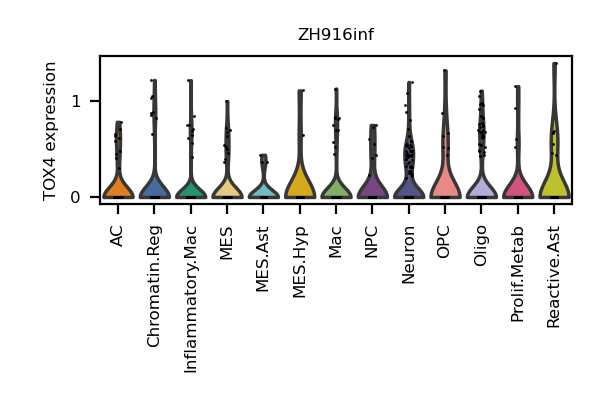 ZH916inf
TOX4 expression
1
0
AC
Chromatin.Reg
Inflammatory.Mac
MES
MES.Ast
MES.Hyp
Mac
NPC
Neuron
OPC
Oligo
Prolif.Metab
Reactive.Ast